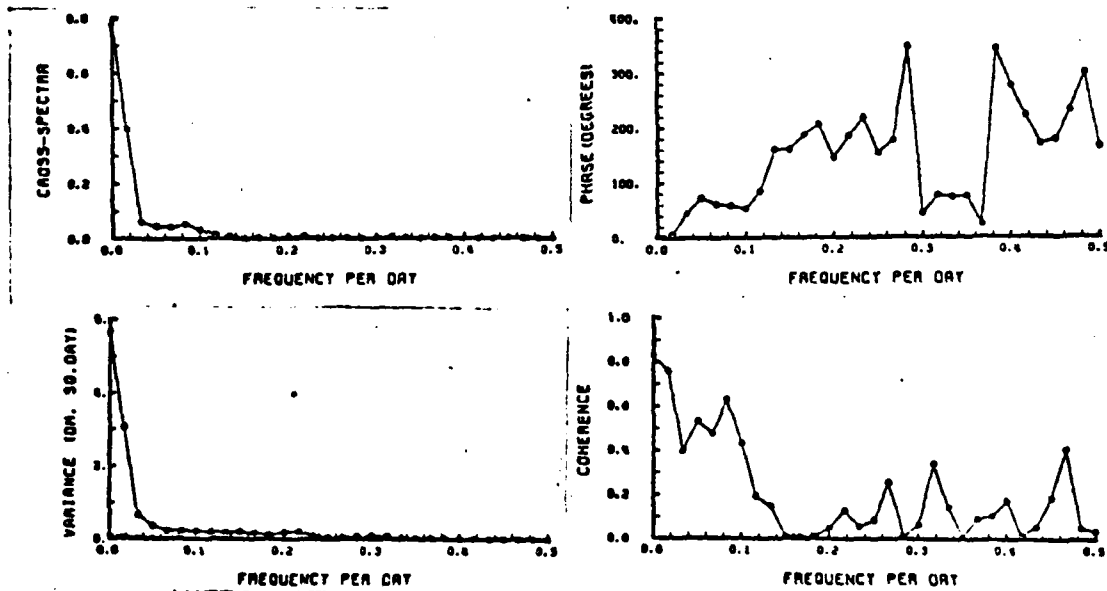 CROSS-SPECTRA
0.8
0.6
0.4
0.2
0.0
0.0 0.1 0.2 0.3 0.4 0.5
FREQUENCY PER DAY
PHASE (DEGREES)
400.
300.
200.
100.
0.
0.0 0.1 0.2 0.3 0.4 0.5
FREQUENCY PER DAY
VARIANCE (DM. SQ.DAY)
0.
0.0 0.1 0.2 0.3 0.4 0.5
FREQUENCY PER DAY
COHERENCE
1.0
0.8
0.6
0.4
0.2
0.0
0.0 0.1 0.2 0.3 0.4 0.5
FREQUENCY PER DAY